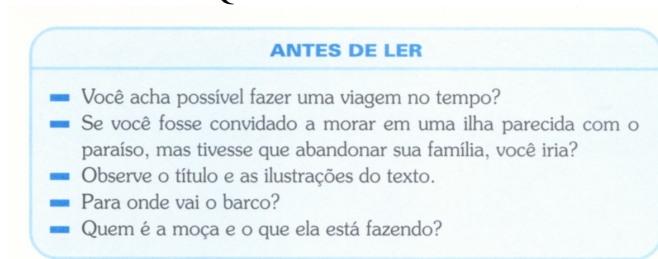 ANTES DE LER
Você acha possível fazer uma viagem no tempo?
Se você fosse convidado a morar em uma ilha parecida com o
paraíso, mas tivesse que abandonar sua família, você iria?
Observe o título e as ilustrações do texto.
Para onde vai o barco?
Quem é a moça e o que ela está fazendo?